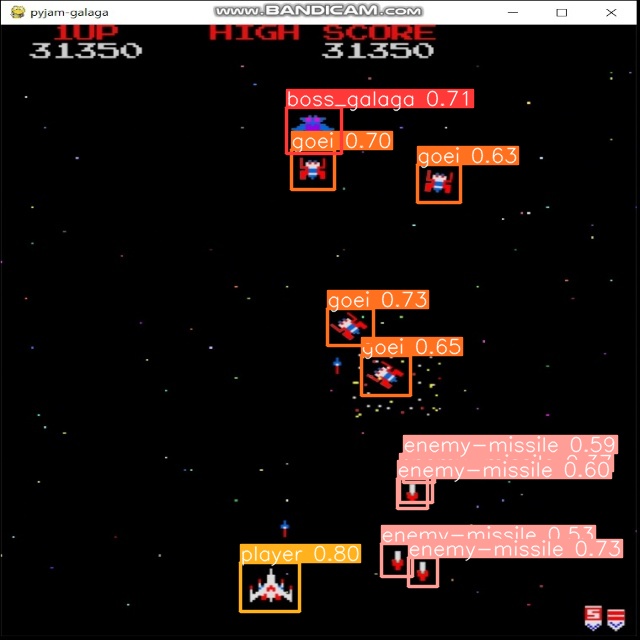 pyjam-galaga
www.BANDICAM.com
1UP HIGH SCORE
31350 31350
boss_galaga 0.71
goei 0.70
goei 0.63
goei 0.73
goei 0.65
enemy-missile 0.59
enemy-missile 0.60
enemy-missile 0.53
enemy-missile 0.73
player 0.80
5